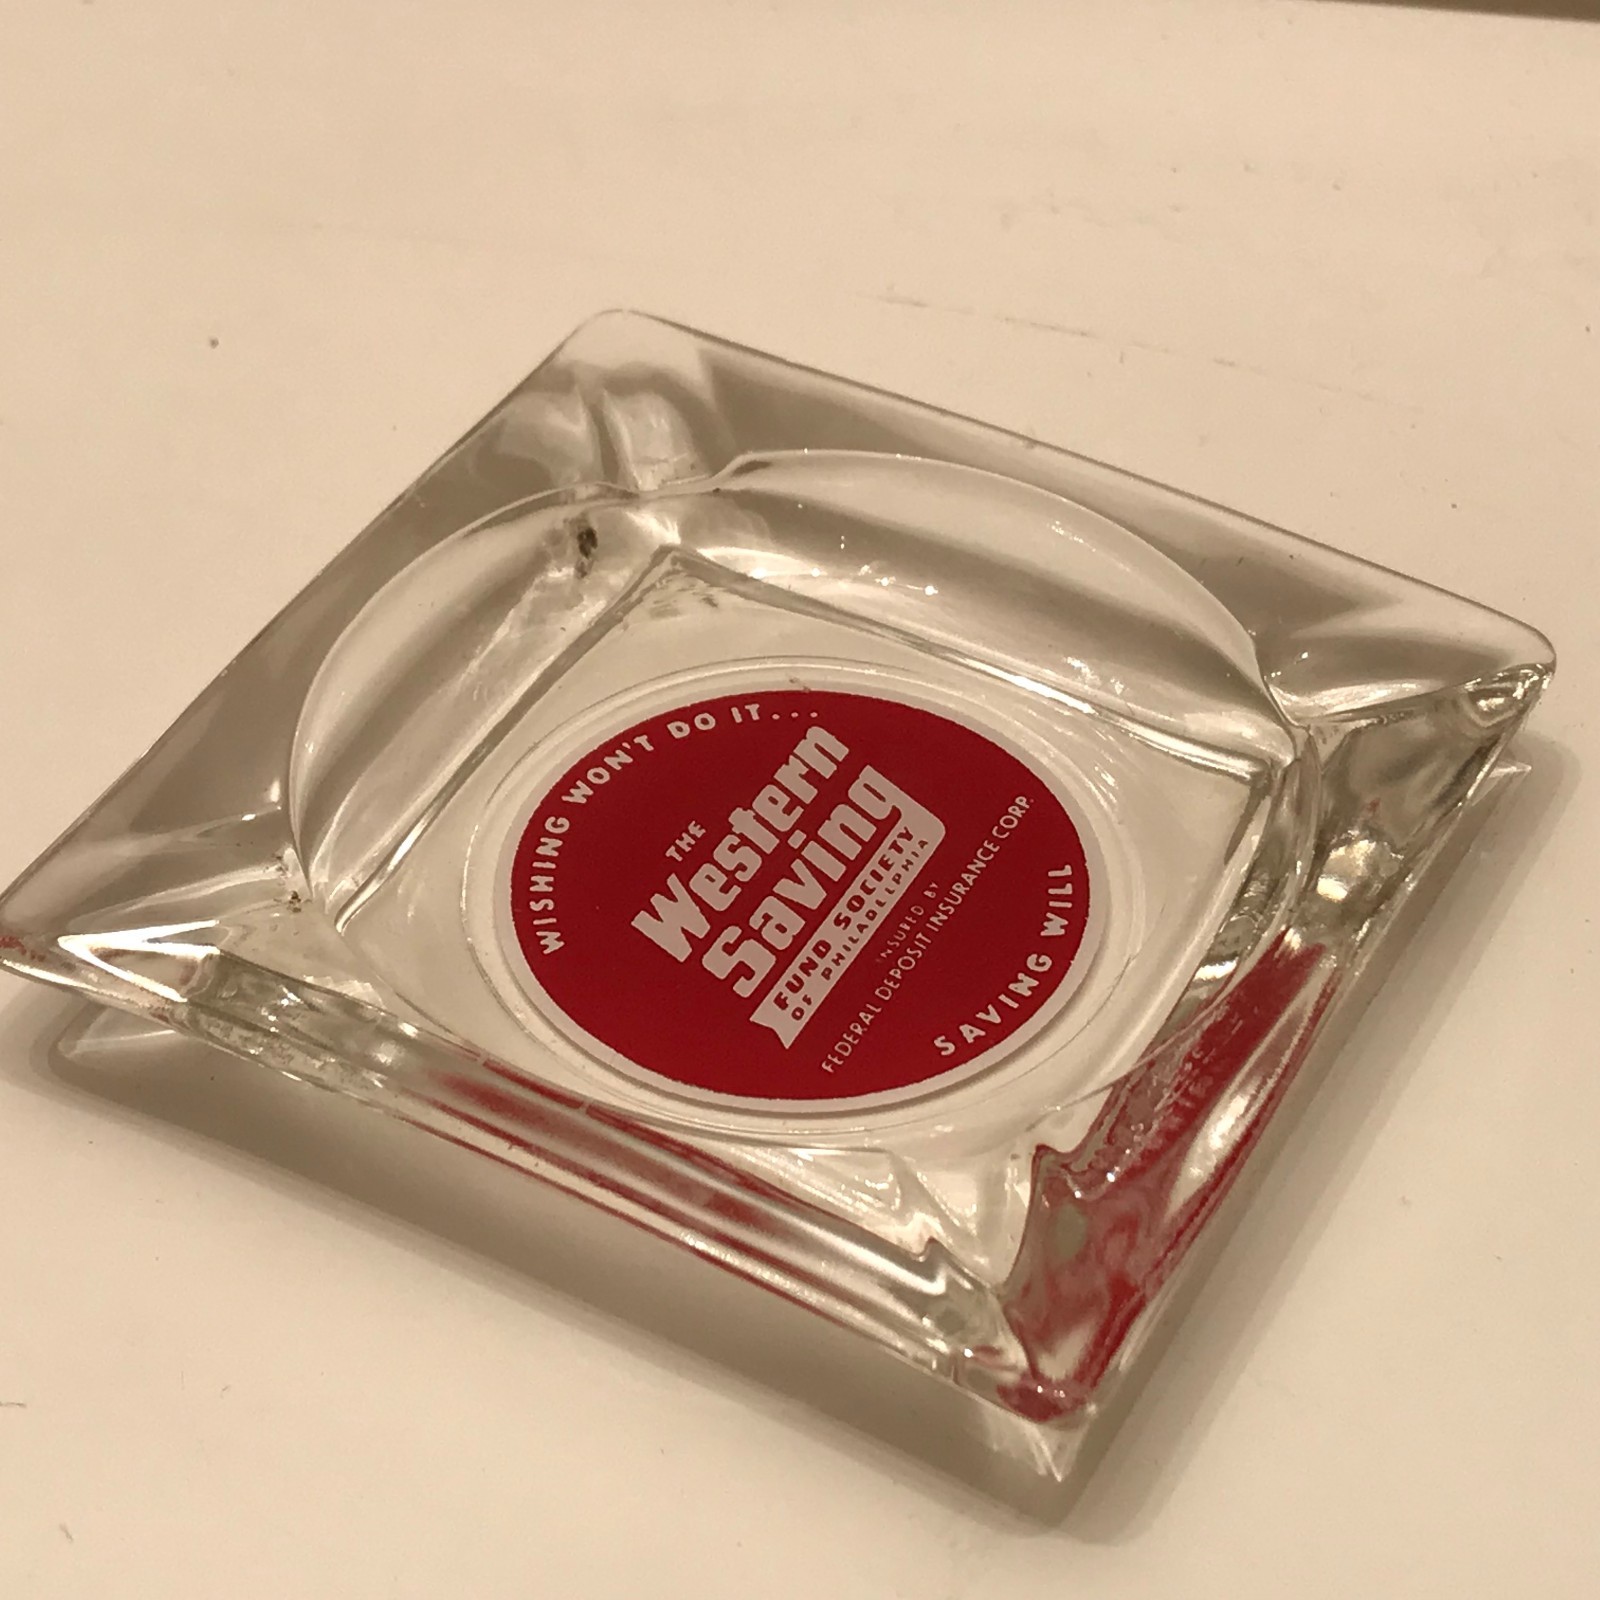 WISHING WON'T DO IT...
THE
Western
Saving
FUND SOCIETY
OF PHILADELPHIA
INSURED BY
FEDERAL DEPOSIT INSURANCE CORP.
SAVING WILL